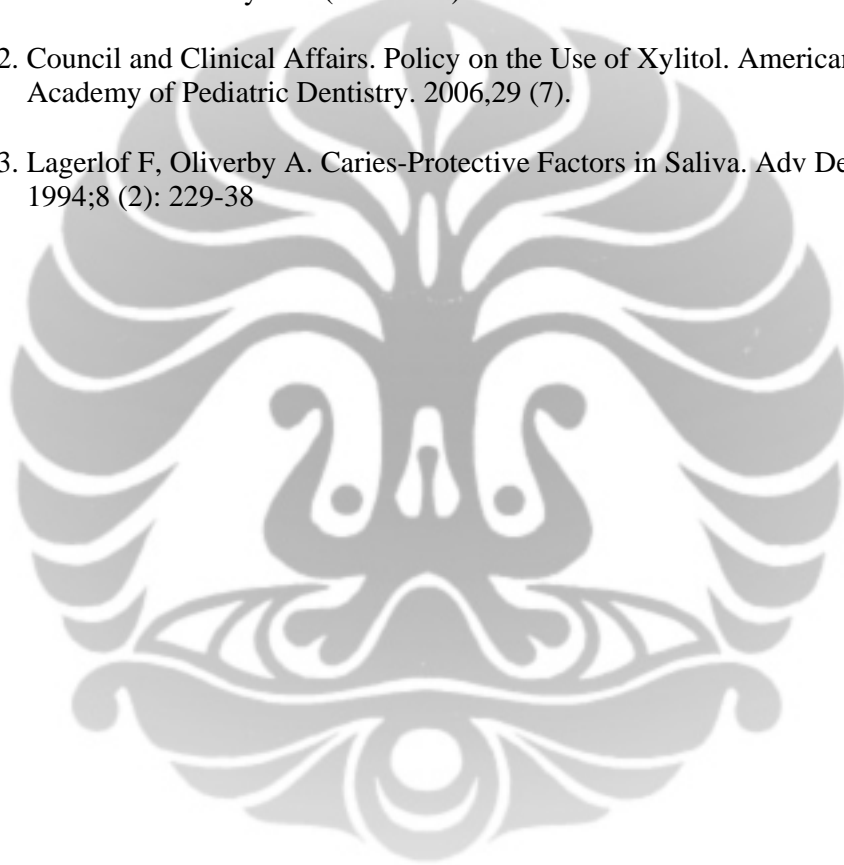 2. Council and Clinical Affairs. Policy on the Use of Xylitol. American
Academy of Pediatric Dentistry. 2006,29 (7).
3. Lagerlof F, Oliverby A. Caries-Protective Factors in Saliva. Adv De
1994;8 (2): 229-38